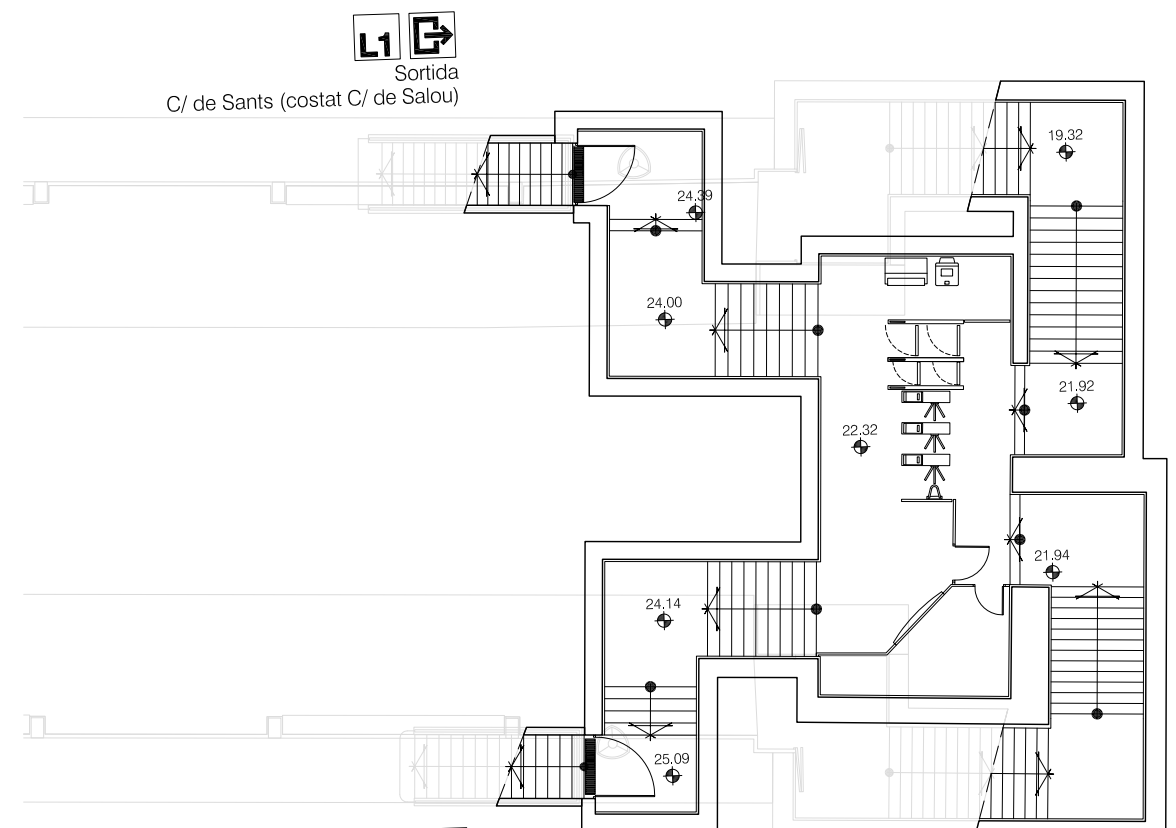 L1
Sortida
C/ de Sants (costat C/ de Salou)
19.32
24.39
24.00
21.92
22.32
21.94
24.14
25.09